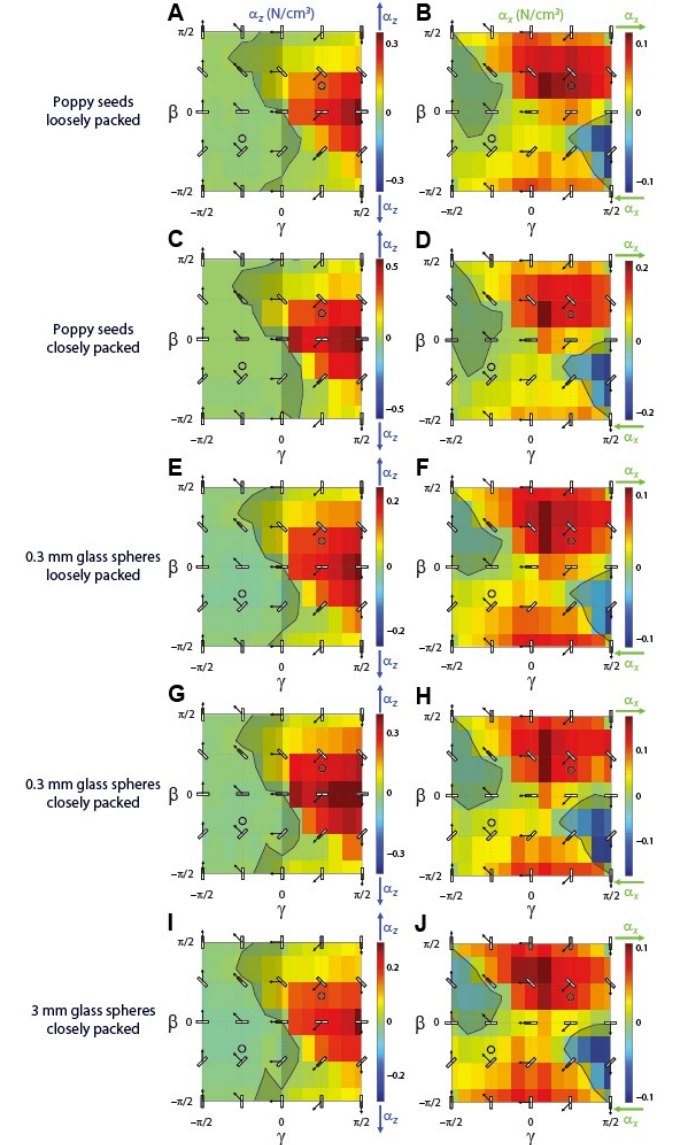 A
αz (N/cm³)
αz
B
αx (N/cm³)
αx
Poppy seeds
loosely packed
π/2
β 0
−π/2
−π/2 0 π/2
γ
0.3
0
−0.3
αz
π/2
β 0
−π/2
−π/2 0 π/2
γ
0.1
0
−0.1
αx
C
αz
D
αx
Poppy seeds
closely packed
π/2
β 0
−π/2
−π/2 0 π/2
γ
0.5
0
−0.5
αz
π/2
β 0
−π/2
−π/2 0 π/2
γ
0.2
0
−0.2
αx
E
αz
F
αx
0.3 mm glass spheres
loosely packed
π/2
β 0
−π/2
−π/2 0 π/2
γ
0.2
0
−0.2
αz
π/2
β 0
−π/2
−π/2 0 π/2
γ
0.1
0
−0.1
αx
G
αz
H
αx
0.3 mm glass spheres
closely packed
π/2
β 0
−π/2
−π/2 0 π/2
γ
0.3
0
−0.3
αz
π/2
β 0
−π/2
−π/2 0 π/2
γ
0.1
0
−0.1
αx
I
αz
J
αx
3 mm glass spheres
closely packed
π/2
β 0
−π/2
−π/2 0 π/2
γ
0.2
0
−0.2
αz
π/2
β 0
−π/2
−π/2 0 π/2
γ
0.1
0
−0.1
αx